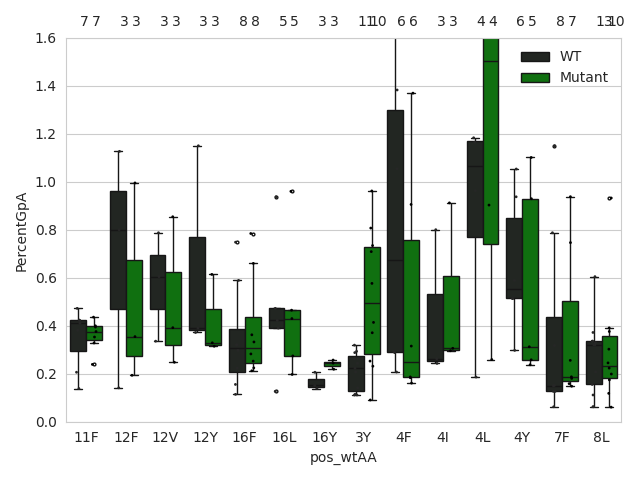 7 7 3 3 3 3 3 3 8 8 5 5 3 3 11 10 6 6 3 3 4 4 6 5 8 7 13 10
1.6
1.4
1.2
1.0
0.8
0.6
0.4
0.2
0.0
PercentGpA
WT
Mutant
11F 12F 12V 12Y 16F 16L 16Y 3Y 4F 4I 4L 4Y 7F 8L
pos_wtAA